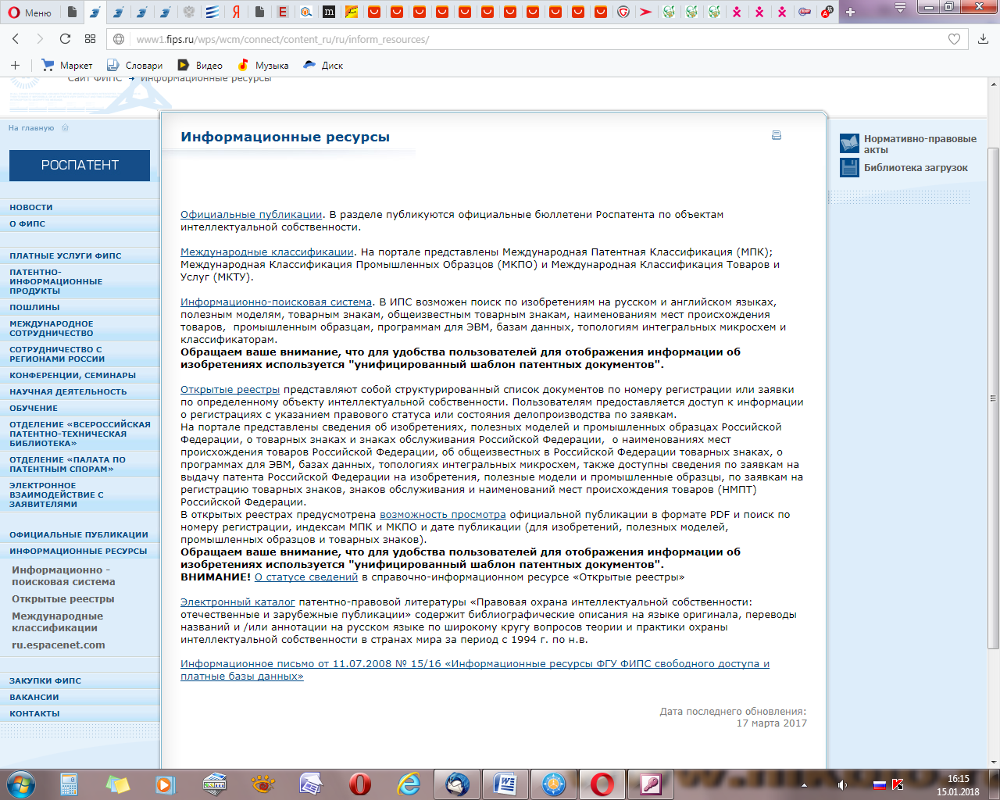 Меню
www1.fips.ru/wps/wcm/connect/content_ru/ru/inform_resources/
Маркет
Словари
Видео
Музыка
Диск
Сайт ФИПС ➔ Информационные ресурсы
На главную
РОСПАТЕНТ
НОВОСТИ
О ФИПС
ПЛАТНЫЕ УСЛУГИ ФИПС
ПАТЕНТНО-
ИНФОРМАЦИОННЫЕ
ПРОДУКТЫ
ПОШЛИНЫ
МЕЖДУНАРОДНОЕ
СОТРУДНИЧЕСТВО
СОТРУДНИЧЕСТВО С
РЕГИОНАМИ РОССИИ
КОНФЕРЕНЦИИ, СЕМИНАРЫ
НАУЧНАЯ ДЕЯТЕЛЬНОСТЬ
ОБУЧЕНИЕ
ОТДЕЛЕНИЕ «ВСЕРОССИЙСКАЯ
ПАТЕНТНО-ТЕХНИЧЕСКАЯ
БИБЛИОТЕКА»
ОТДЕЛЕНИЕ «ПАЛАТА ПО
ПАТЕНТНЫМ СПОРАМ»
ЭЛЕКТРОННОЕ
ВЗАИМОДЕЙСТВИЕ С
ЗАЯВИТЕЛЯМИ
ОФИЦИАЛЬНЫЕ ПУБЛИКАЦИИ
ИНФОРМАЦИОННЫЕ РЕСУРСЫ
Информационно -
поисковая система
Открытые реестры
Международные
классификации
ru.espacenet.com
ЗАКУПКИ ФИПС
ВАКАНСИИ
КОНТАКТЫ
Информационные ресурсы
Официальные публикации. В разделе публикуются официальные бюллетени Роспатента по объектам
интеллектуальной собственности.
Международные классификации. На портале представлены Международная Патентная Классификация (МПК);
Международная Классификация Промышленных Образцов (МКПО) и Международная Классификация Товаров и
Услуг (МКТУ).
Информационно-поисковая система. В ИПС возможен поиск по изобретениям на русском и английском языках,
полезным моделям, товарным знакам, общеизвестным товарным знакам, наименованиям мест происхождения
товаров, промышленным образцам, программам для ЭВМ, базам данных, топологиям интегральных микросхем и
классификаторам.
Обращаем ваше внимание, что для удобства пользователей для отображения информации об
изобретениях используется "унифицированный шаблон патентных документов".
Открытые реестры представляют собой структурированный список документов по номеру регистрации или заявки
по определенному объекту интеллектуальной собственности. Пользователям предоставляется доступ к информации
о регистрациях с указанием правового статуса или состояния делопроизводства по заявкам.
На портале представлены сведения об изобретениях, полезных моделей и промышленных образцах Российской
Федерации, о товарных знаках и знаках обслуживания Российской Федерации, о наименованиях мест
происхождения товаров Российской Федерации, об общеизвестных в Российской Федерации товарных знаках, о
программах для ЭВМ, базах данных, топологиях интегральных микросхем, также доступны сведения по заявкам на
выдачу патента Российской Федерации на изобретения, полезные модели и промышленные образцы, по заявкам на
регистрацию товарных знаков, знаков обслуживания и наименований мест происхождения товаров (НМПТ)
Российской Федерации.
В открытых реестрах предусмотрена возможность просмотра официальной публикации в формате PDF и поиск по
номеру регистрации, индексам МПК и МКПО и дате публикации (для изобретений, полезных моделей,
промышленных образцов и товарных знаков).
Обращаем ваше внимание, что для удобства пользователей для отображения информации об
изобретениях используется "унифицированный шаблон патентных документов".
ВНИМАНИЕ! О статусе сведений в справочно-информационном ресурсе «Открытые реестры»
Электронный каталог патентно-правовой литературы «Правовая охрана интеллектуальной собственности:
отечественные и зарубежные публикации» содержит библиографические описания на языке оригинала, переводы
названий и /или аннотации на русском языке по широкому кругу вопросов теории и практики охраны
интеллектуальной собственности в странах мира за период с 1994 г. по н.в.
Информационное письмо от 11.07.2008 № 15/16 «Информационные ресурсы ФГУ ФИПС свободного доступа и
платные базы данных»
Дата последнего обновления:
17 марта 2017
Нормативно-правовые
акты
Библиотека загрузок
16:15
15.01.2018